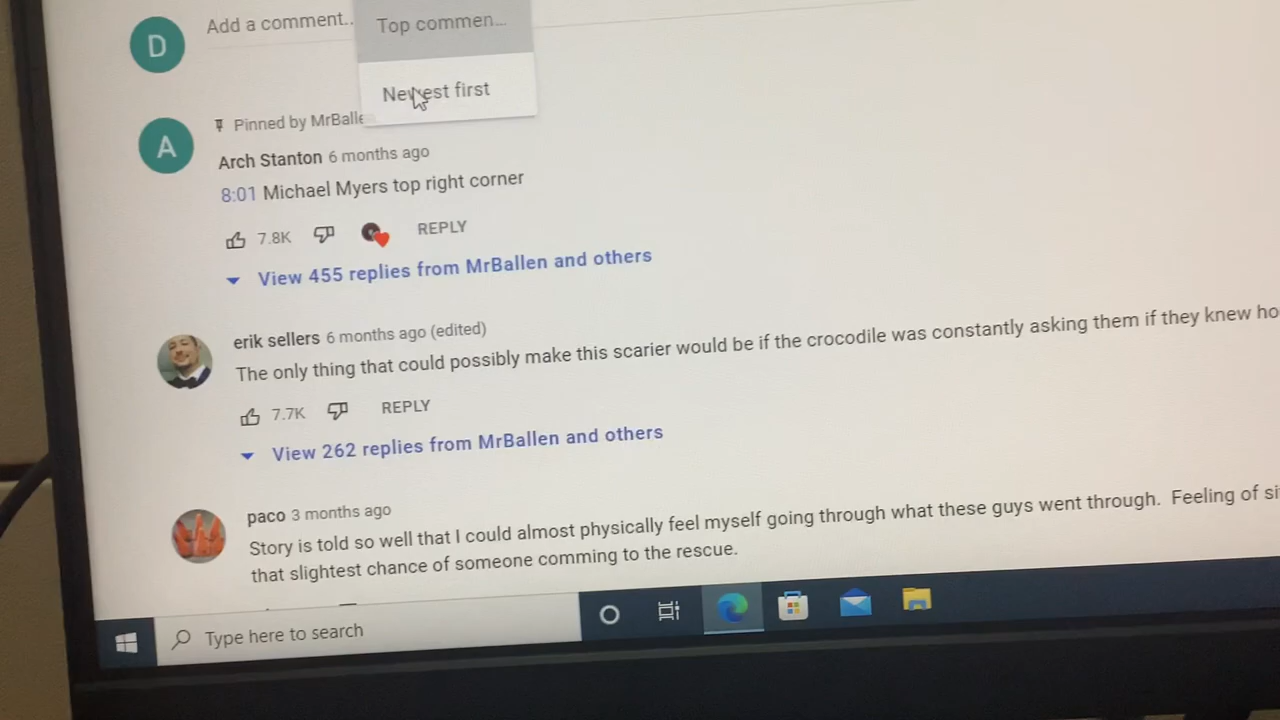 D
Add a comment..
Top commen...
Newest first
Pinned by MrBalle
A
Arch Stanton 6 months ago
8:01 Michael Myers top right corner
7.8K
REPLY
View 455 replies from MrBallen and others
erik sellers 6 months ago (edited)
The only thing that could possibly make this scarier would be if the crocodile was constantly asking them if they knew ho
7.7K
REPLY
View 262 replies from MrBallen and others
paco 3 months ago
Story is told so well that I could almost physically feel myself going through what these guys went through. Feeling of si
that slightest chance of someone comming to the rescue.
Type here to search